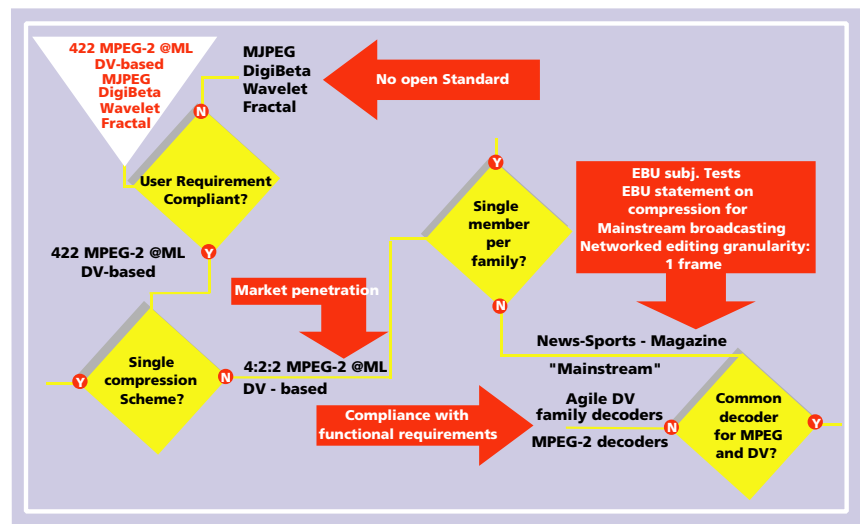 422 MPEG-2 @ML
DV-based
MJPEG
DigiBeta
Wavelet
Fractal
MJPEG
DigiBeta
Wavelet
Fractal
No open Standard
N
User Requirement
Compliant?
Y
422 MPEG-2 @ML
DV-based
Market penetration
Single
compression
Scheme?
Y
N
4:2:2 MPEG-2 @ML
DV - based
Y
Single
member
per
family?
N
EBU subj. Tests
EBU statement on
compression for
Mainstream broadcasting
Networked editing granularity:
1 frame
News-Sports - Magazine
"Mainstream"
Compliance with
functional requirements
Agile DV
family decoders
MPEG-2 decoders
N
Common
decoder
for MPEG
and DV?
Y